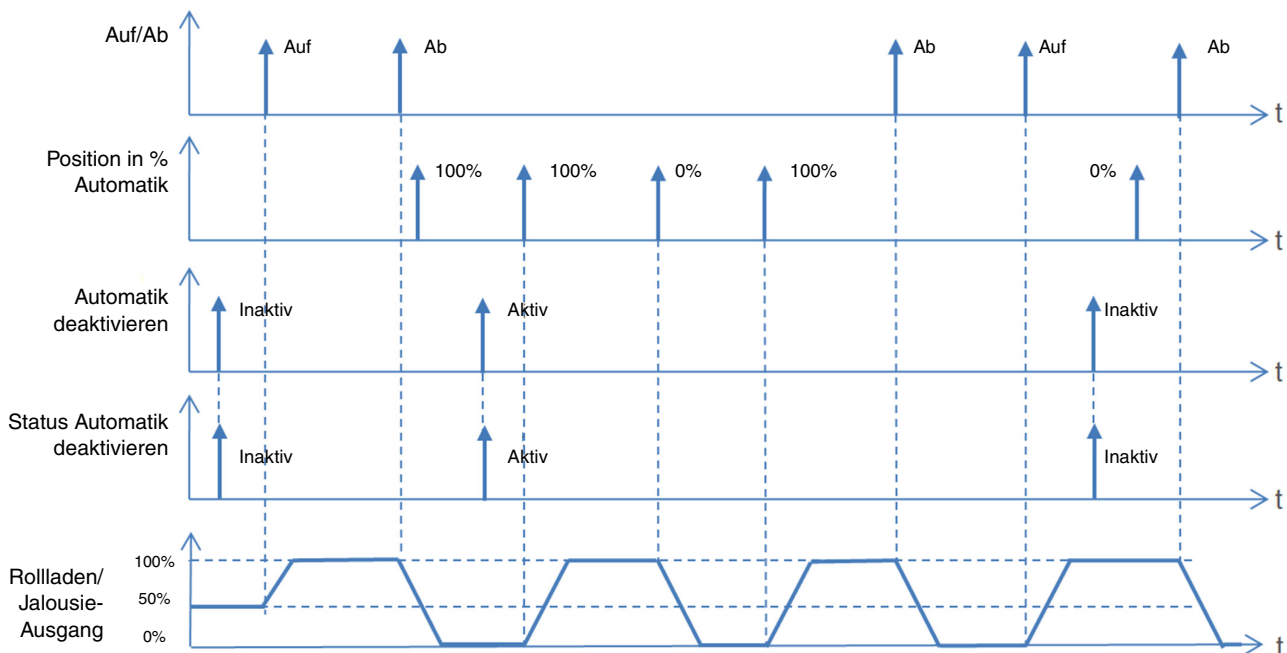 Auf/Ab
Auf
Ab
Ab
Auf
Ab
t
Position in %
Automatik
100%
100%
0%
100%
0%
t
Automatik
deaktivieren
Inaktiv
Aktiv
Inaktiv
t
Status Automatik
deaktivieren
Inaktiv
Aktiv
Inaktiv
t
Rollladen/
Jalousie-
Ausgang
100%
50%
0%
t